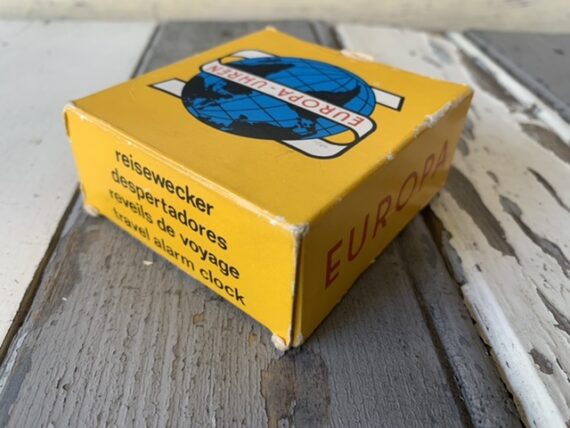 EUROPA-UHREN
reisewecker
despertadores
reveils de voyage
travel alarm clock
EUROPA